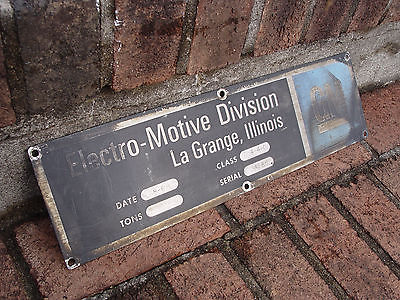 Electro-Motive Division
La Grange, Illinois
DATE
CLASS
TONS
SERIAL